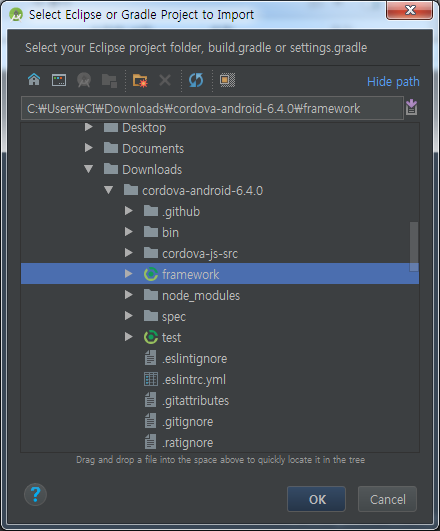 Select Eclipse or Gradle Project to Import
Select your Eclipse project folder, build.gradle or settings.gradle
Hide path
C:₩Users₩CI₩Downloads₩cordova-android-6.4.0₩framework
Desktop
Documents
Downloads
cordova-android-6.4.0
.github
bin
cordova-js-src
framework
node_modules
spec
test
.eslintignore
.eslintrc.yml
.gitattributes
.gitignore
.ratignore
Drag and drop a file into the space above to quickly locate it in the tree
?
OK
Cancel